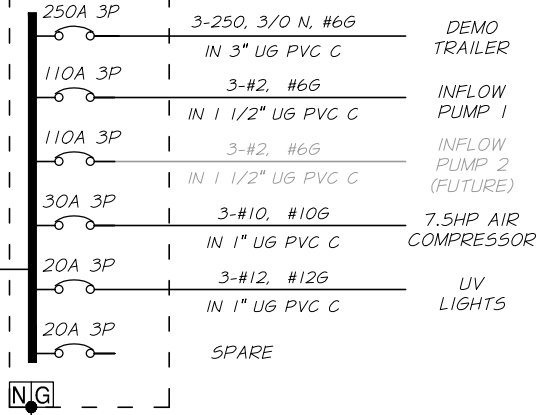 250A 3P
3-250, 3/0 N, #6G
IN 3" UG PVC C
DEMO
TRAILER
110A 3P
3-#2, #6G
IN 1 1/2" UG PVC C
INFLOW
PUMP 1
110A 3P
3-#2, #6G
IN 1 1/2" UG PVC C
INFLOW
PUMP 2
(FUTURE)
30A 3P
3-#10, #10G
IN 1" UG PVC C
7.5HP AIR
COMPRESSOR
20A 3P
3-#12, #12G
IN 1" UG PVC C
UV
LIGHTS
20A 3P
SPARE
N G